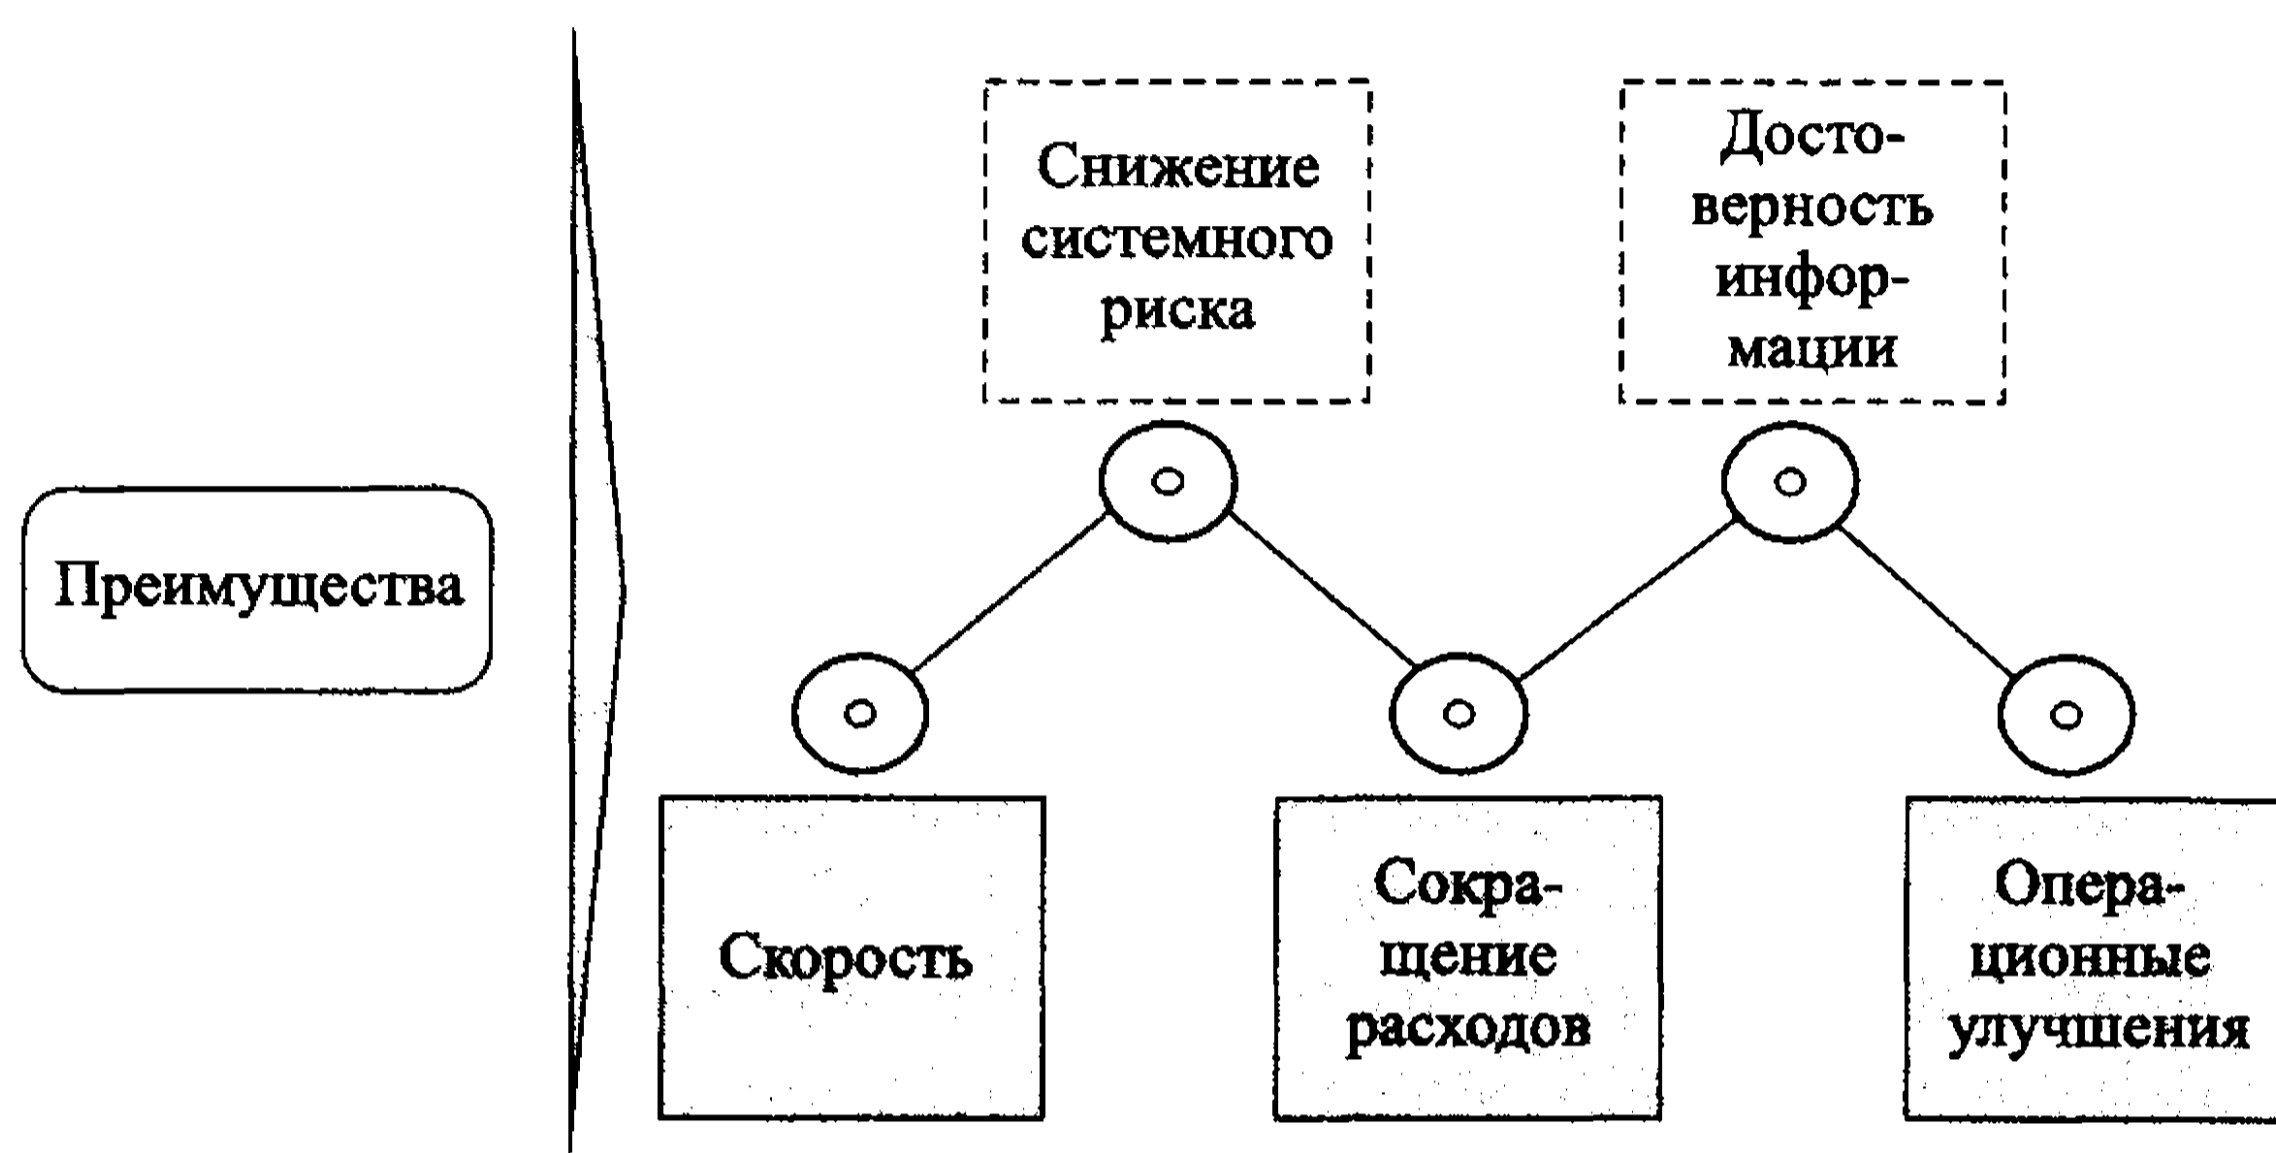 Преимущества
Снижение
системного
риска
Досто-
верность
инфор-
мации
Скорость
Сокра-
щение
расходов
Опера-
ционные
улучшения